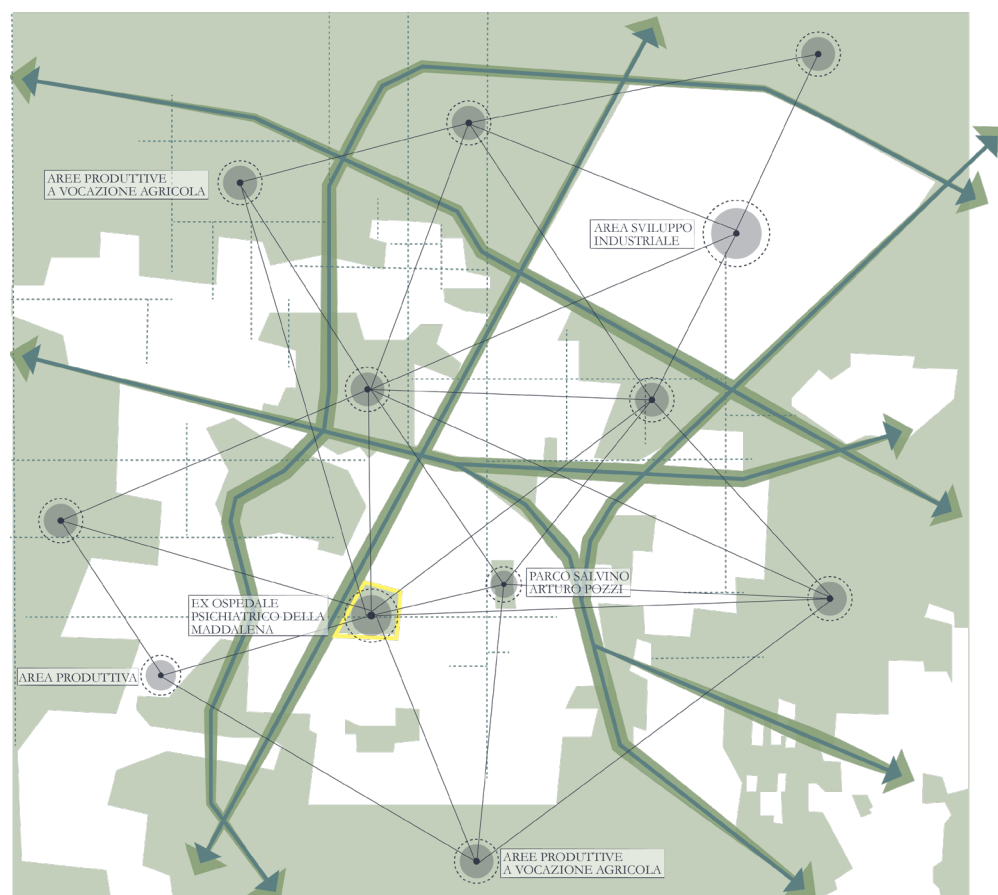 AREE PRODUTTIVE
A VOCAZIONE AGRICOLA
AREA SVILUPPO
INDUSTRIALE
PARCO SALVINO
ARTURO POZZI
EX OSPEDALE
PSICHIATRICO DELLA
MADDALENA
AREA PRODUTTIVA
AREE PRODUTTIVE
A VOCAZIONE AGRICOLA